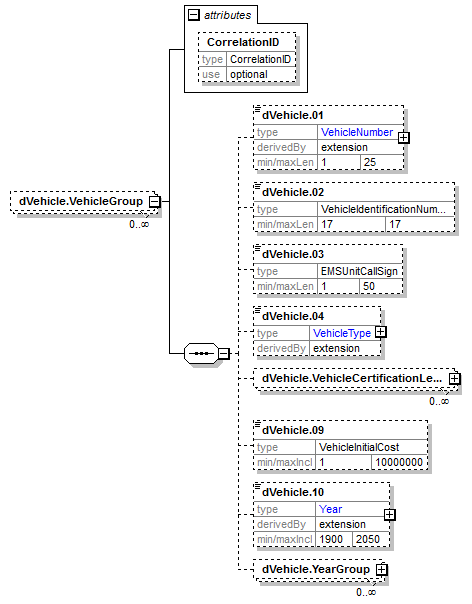 attributes
CorrelationID
type CorrelationID
use optional
dVehicle.VehicleGroup
0..∞
dVehicle.01
type VehicleNumber
derivedBy extension
min/maxLen 1 25
dVehicle.02
type VehicleIdentificationNum...
min/maxLen 17 17
dVehicle.03
type EMSUnitCallSign
min/maxLen 1 50
dVehicle.04
type VehicleType
derivedBy extension
dVehicle.VehicleCertificationLe...
0..∞
dVehicle.09
type VehicleInitialCost
min/maxIncl 1 10000000
dVehicle.10
type Year
derivedBy extension
min/maxIncl 1900 2050
dVehicle.YearGroup
0..∞